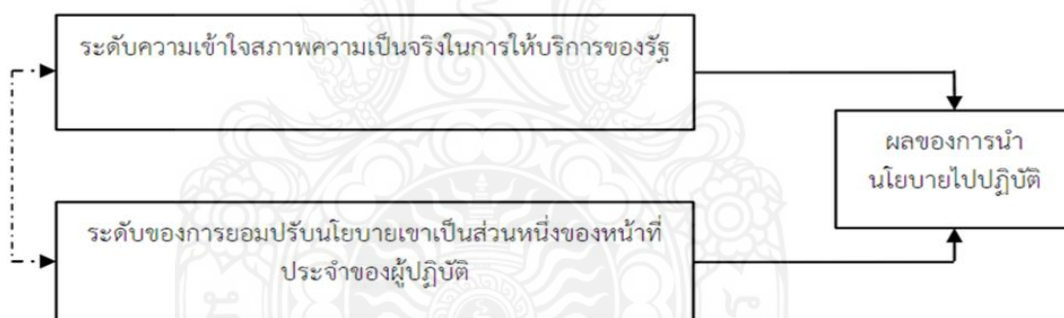 ระดับความเข้าใจสภาพความเป็นจริงในการให้บริการของรัฐ
ผลของการนำ
นโยบายไปปฏิบัติ
ระดับของการยอมปรับนโยบายเขาเป็นส่วนหนึ่งของหน้าที่
ประจำของผู้ปฏิบัติ